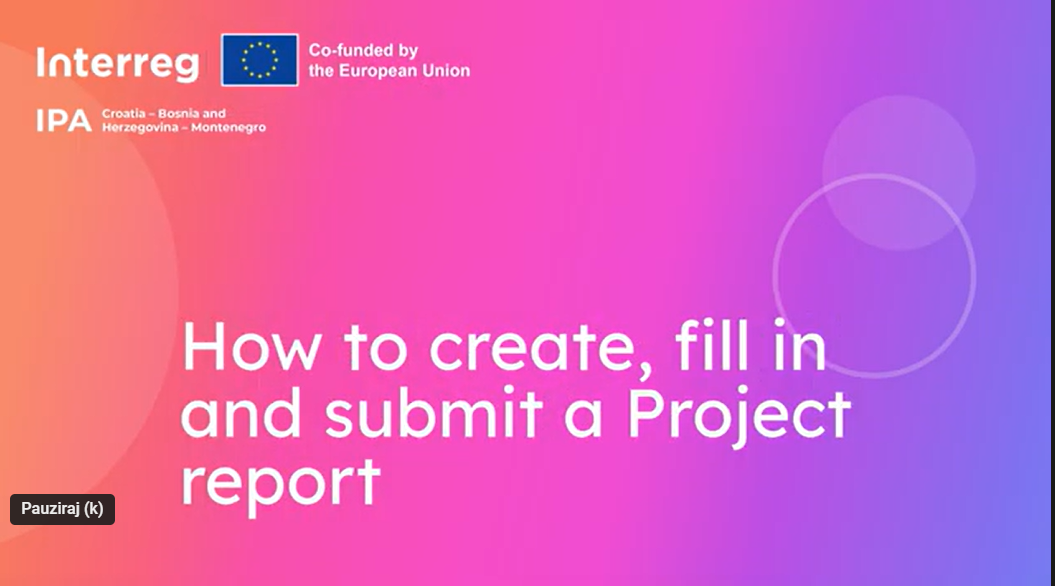 Interreg
Co-funded by
the European Union
IPA
Croatia – Bosnia and
Herzegovina – Montenegro
How to create, fill in
and submit a Project
report
Pauziraj (k)